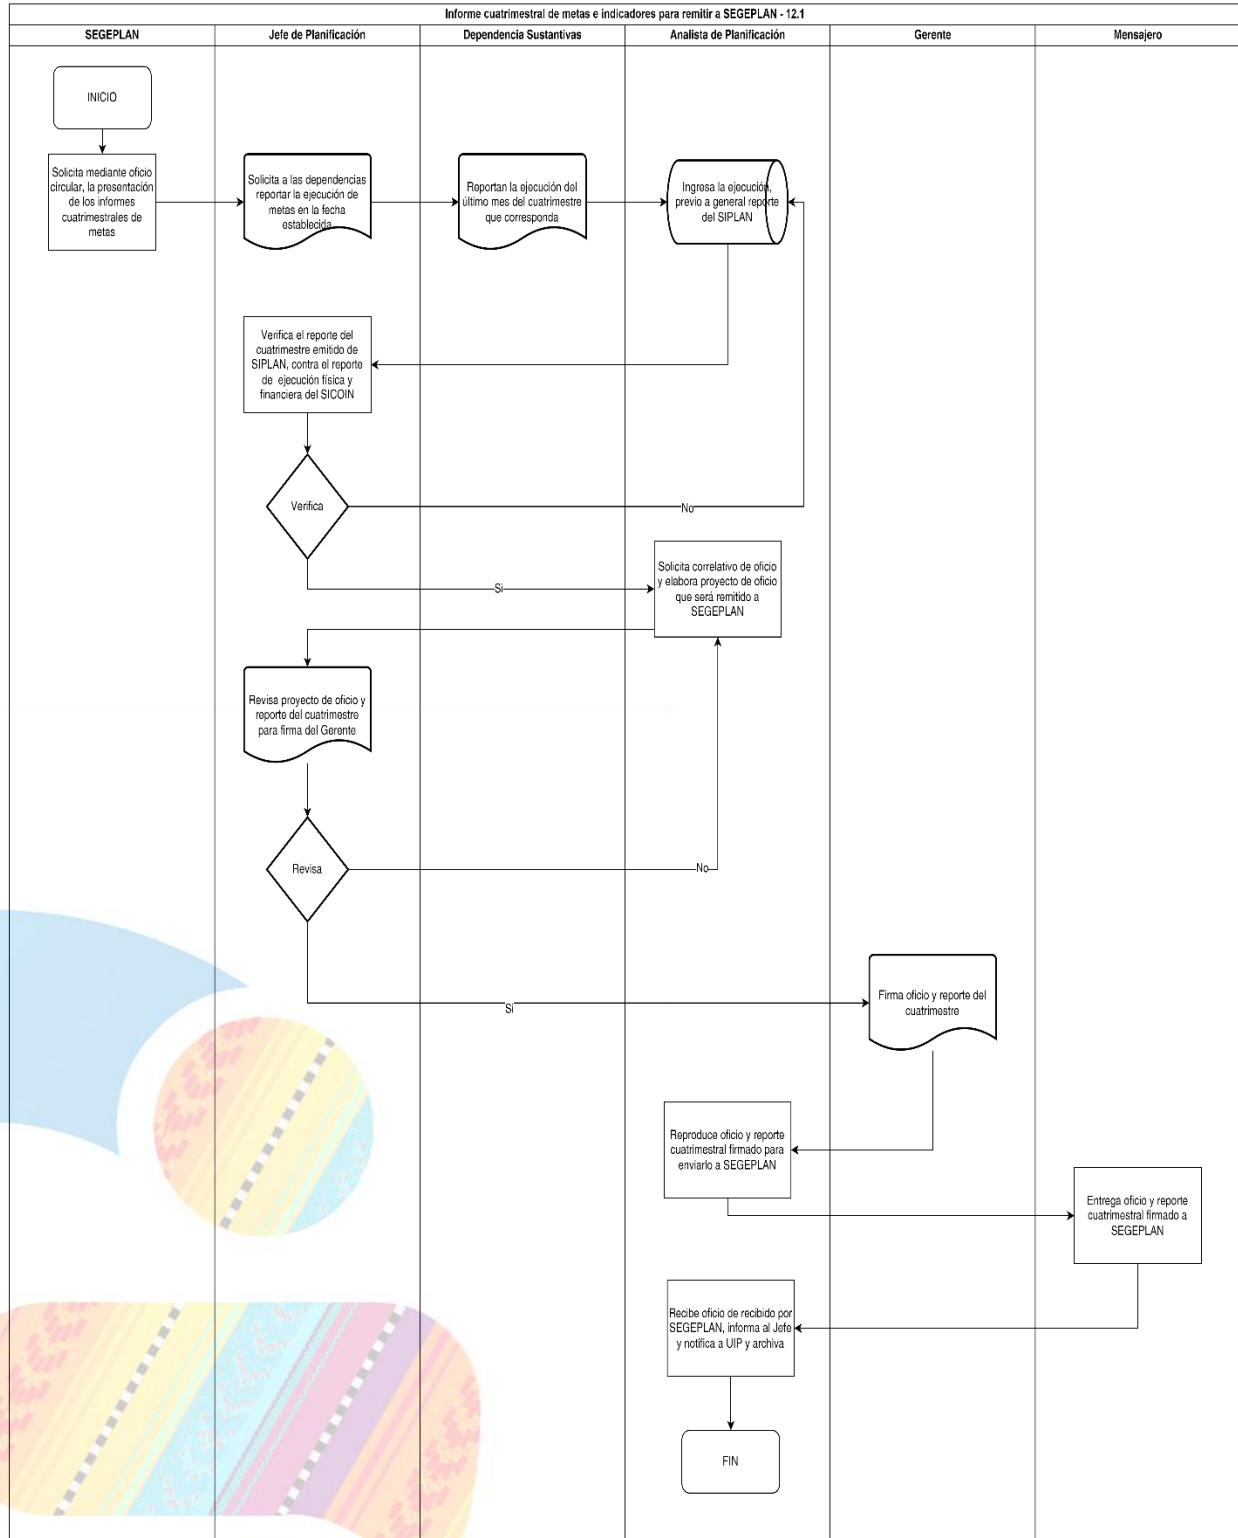 Informe cuatrimestral de metas e indicadores para remitir a SEGEPLAN - 12.1
SEGEPLAN
Jefe de Planificación
Dependencia Sustantivas
Analista de Planificación
Gerente
Mensajero
INICIO
Solicita mediante oficio
circular, la presentación
de los informes
cuatrimestrales de
metas
Solicita a las dependencias
reportar la ejecución de
metas en la fecha
establecida
Reportan la ejecución del
último mes del cuatrimestre
que corresponda
Ingresa la ejecución,
previo a general reporte
del SIPLAN
Verifica el reporte del
cuatrimestre emitido de
SIPLAN, contra el reporte
de ejecución física y
financiera del SICOIN
Verifica
No
Si
Solicita correlativo de oficio
y elabora proyecto de oficio
que será remitido a
SEGEPLAN
Revisa proyecto de oficio y
reporte del cuatrimestre
para firma del Gerente
Revisa
No
Si
Firma oficio y reporte del
cuatrimestre
Reproduce oficio y reporte
cuatrimestral firmado para
enviarlo a SEGEPLAN
Entrega oficio y reporte
cuatrimestral firmado a
SEGEPLAN
Recibe oficio de recibido por
SEGEPLAN, informa al Jefe
y notifica a UIP y archiva
FIN